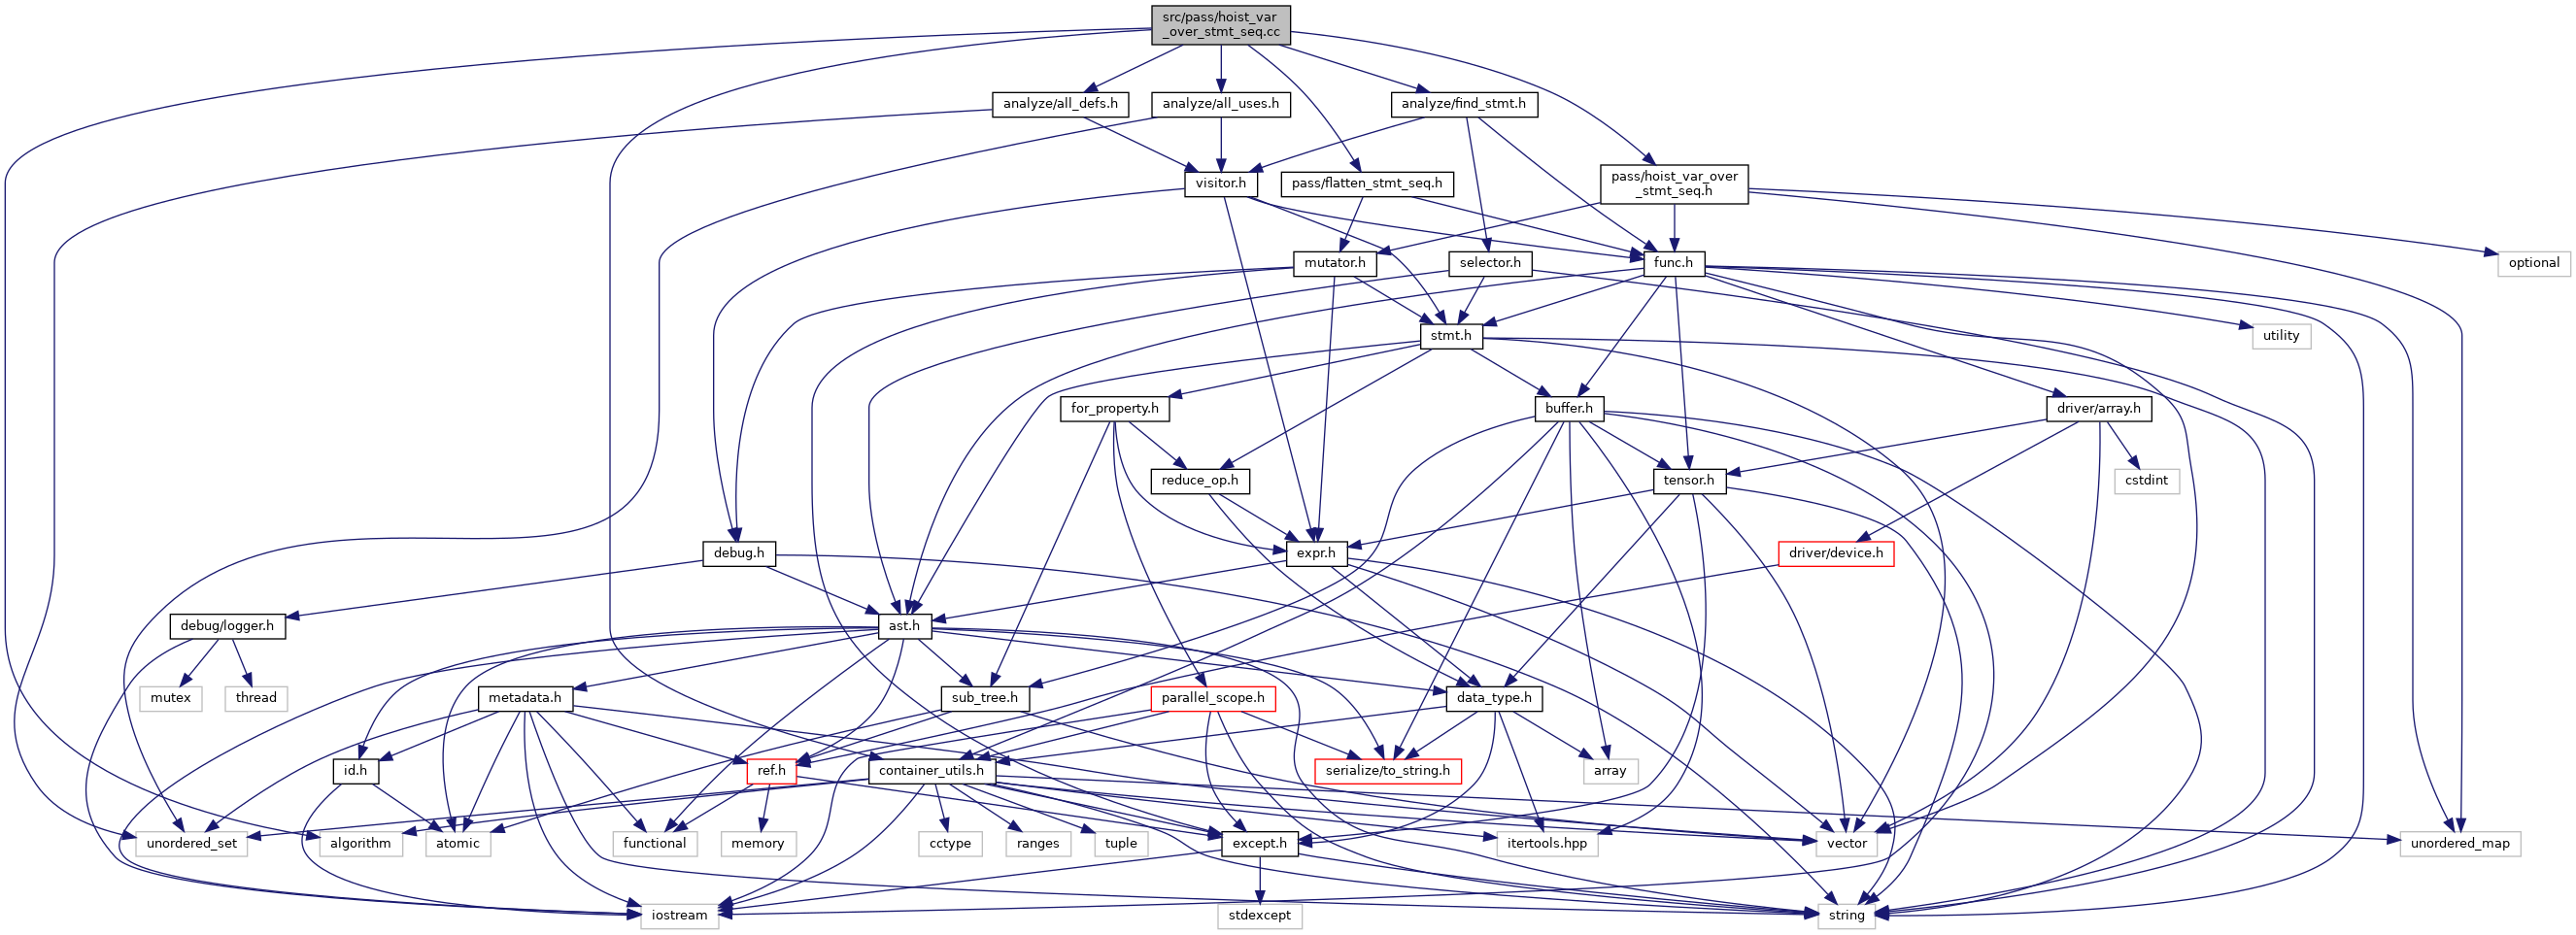 src/pass/hoist_var
_over_stmt_seq.cc
analyze/all_defs.h
analyze/all_uses.h
analyze/find_stmt.h
visitor.h
pass/flatten_stmt_seq.h
pass/hoist_var_over
_stmt_seq.h
mutator.h
selector.h
func.h
optional
stmt.h
utility
for_property.h
buffer.h
driver/array.h
reduce_op.h
tensor.h
cstdint
debug.h
expr.h
driver/device.h
debug/logger.h
ast.h
mutex
thread
metadata.h
sub_tree.h
parallel_scope.h
data_type.h
id.h
ref.h
container_utils.h
serialize/to_string.h
array
unordered_set
algorithm
atomic
functional
memory
cctype
ranges
tuple
except.h
itertools.hpp
vector
unordered_map
iostream
stdexcept
string